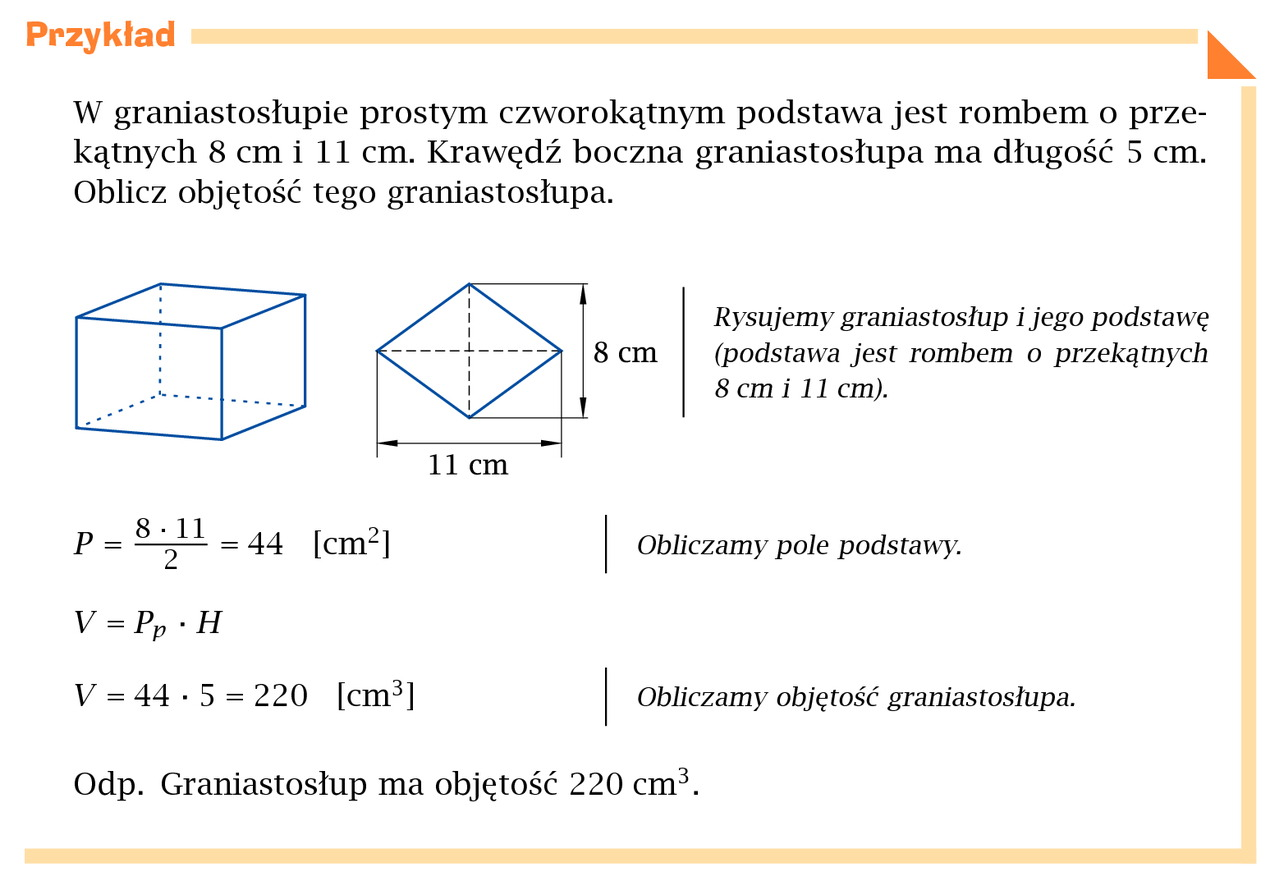 Przykład
W graniastosłupie prostym czworokątnym podstawa jest rombem o prze-
kątnych 8 cm i 11 cm. Krawędź boczna graniastosłupa ma długość 5 cm.
Oblicz objętość tego graniastosłupa.
8 cm
11 cm
Rysujemy graniastosłup i jego podstawę
(podstawa jest rombem o przekątnych
8 cm i 11 cm).
P = \frac{8 · 11}{2} = 44 [cm²]
Obliczamy pole podstawy.
V = Pₚ · H
V = 44 · 5 = 220 [cm³]
Obliczamy objętość graniastosłupa.
Odp. Graniastosłup ma objętość 220 cm³.